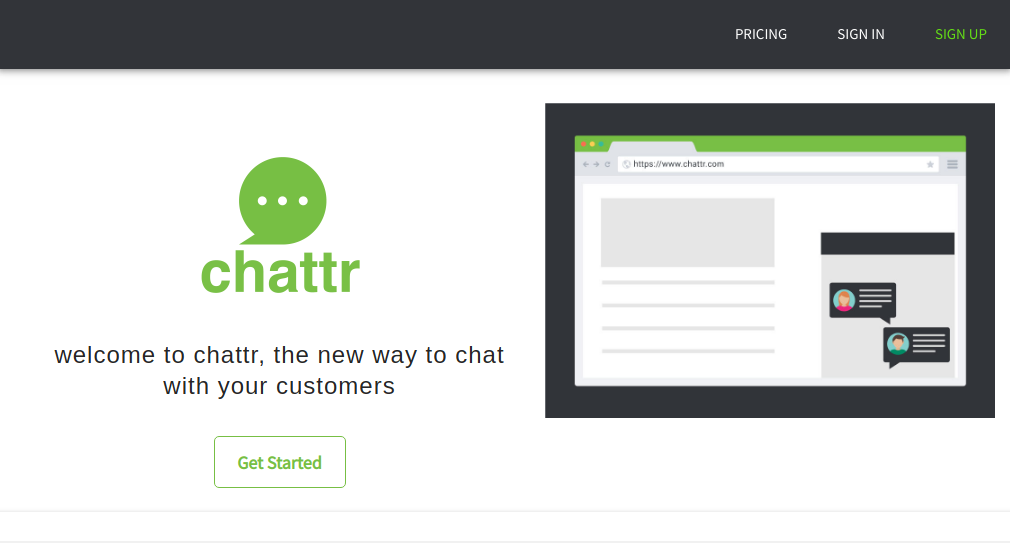 PRICING
SIGN IN
SIGN UP
chattr
https://www.chattr.com
welcome to chattr, the new way to chat
with your customers
Get Started